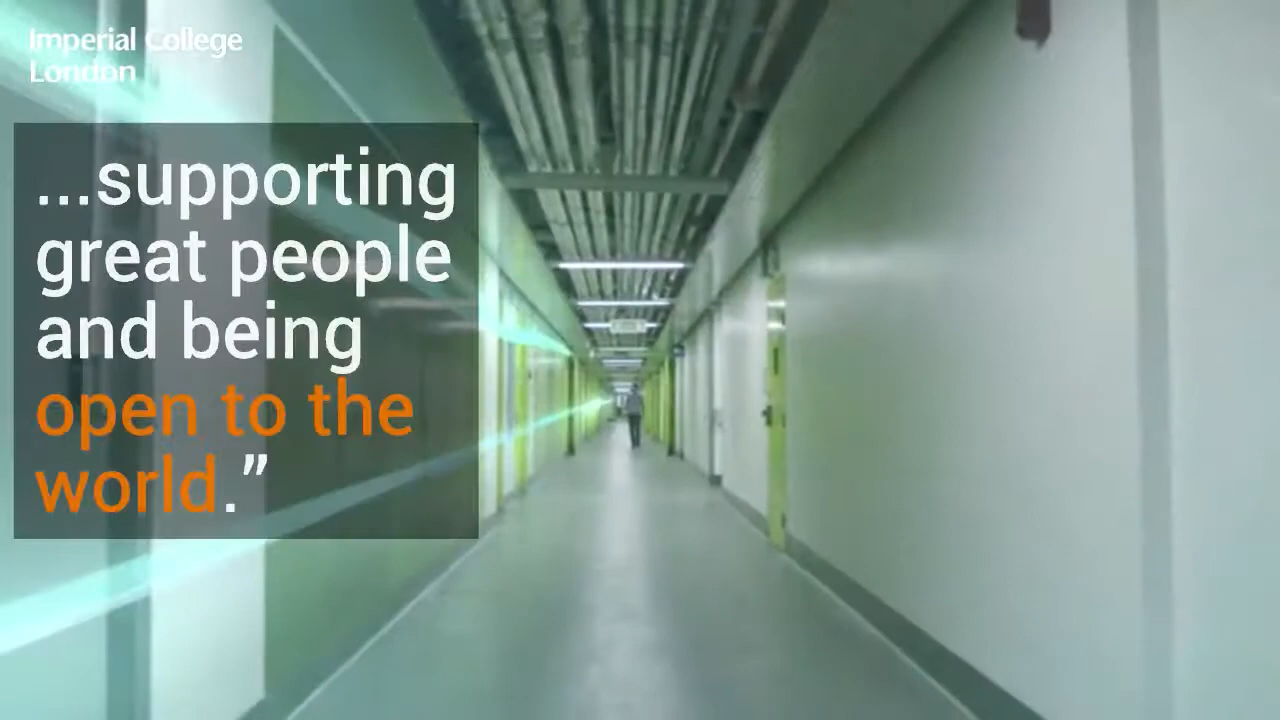 Imperial College
London
...supporting
great people
and being
open to the
world.”